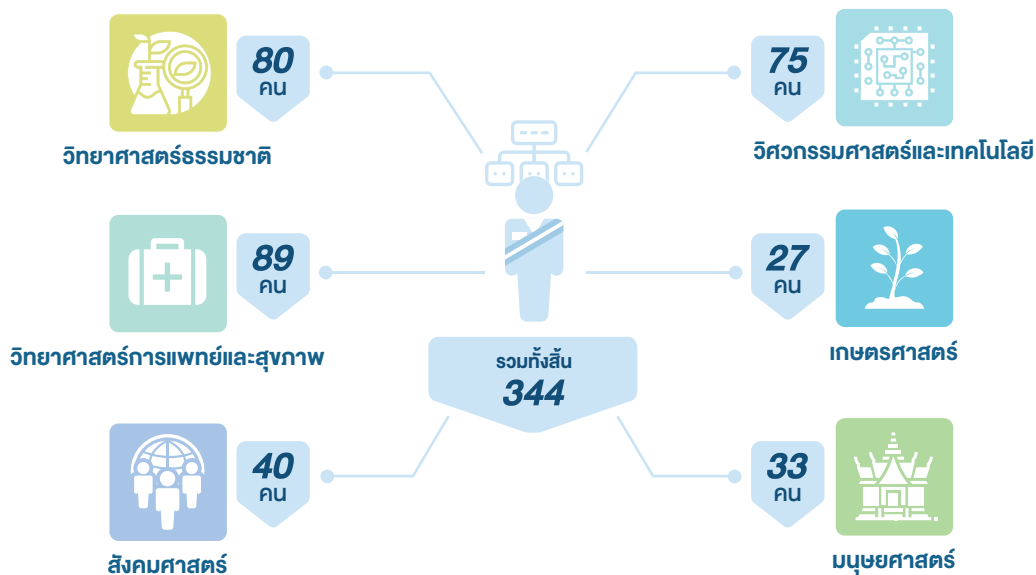 80
คน
วิทยาศาสตร์ธรรมชาติ
75
คน
วิศวกรรมศาสตร์และเทคโนโลยี
89
คน
วิทยาศาสตร์การแพทย์และสุขภาพ
27
คน
เกษตรศาสตร์
รวมทั้งสิ้น
344
40
คน
สังคมศาสตร์
33
คน
มนุษยศาสตร์